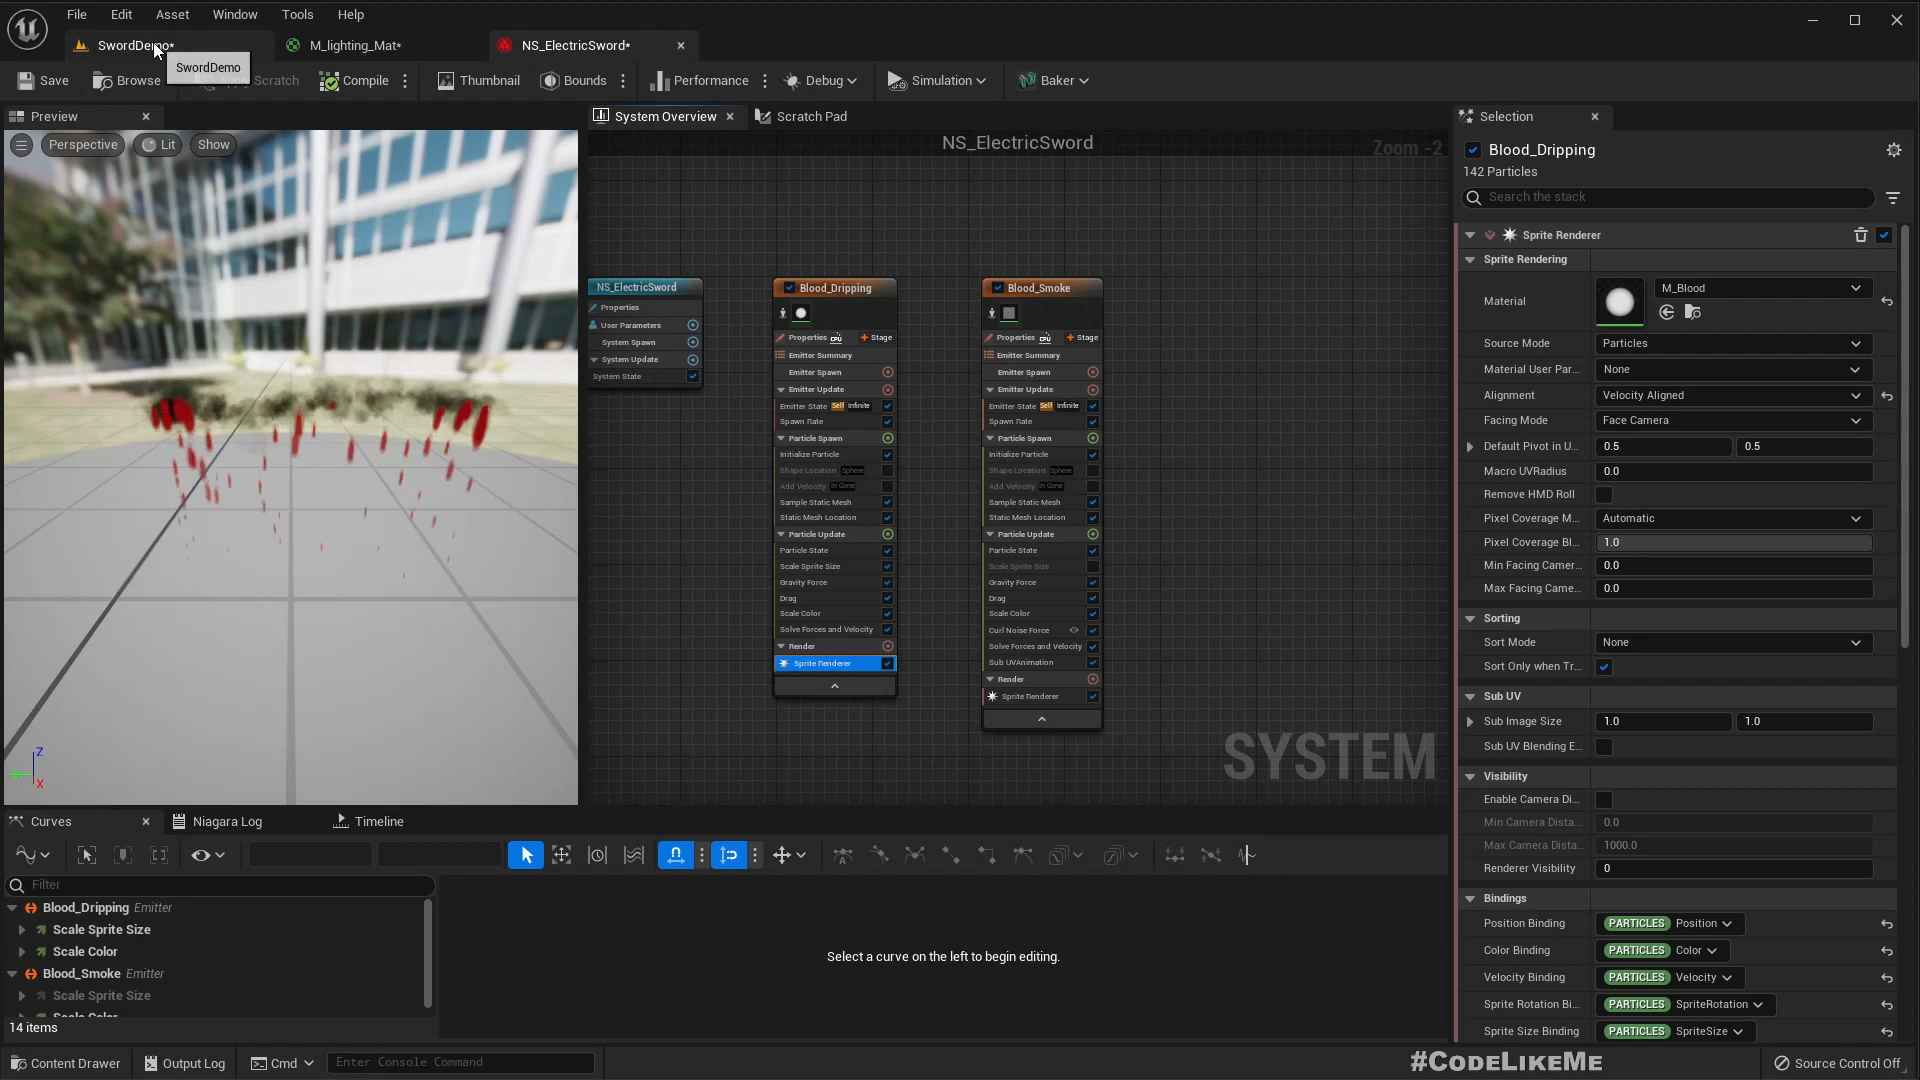 File Edit Asset Window Tools Help
SwordDemo* M_lighting_Mat* NS_ElectricSword*
SwordDemo
Save Browse Scratch Compile Thumbnail Bounds Performance Debug Simulation Baker
Preview System Overview Scratch Pad Selection
Perspective Lit Show
NS_ElectricSword
Zoom -2
Blood_Dripping
142 Particles
Search the stack
NS_ElectricSword
Properties
User Parameters
System Spawn
System Update
System State
Blood_Dripping
Properties CPU Stage
Emitter Summary
Emitter Spawn
Emitter Update
Emitter State Self Infinite
Spawn Rate
Particle Spawn
Initialize Particle
Shape Location Sphere
Add Velocity In Cone
Sample Static Mesh
Static Mesh Location
Particle Update
Particle State
Scale Sprite Size
Gravity Force
Drag
Scale Color
Solve Forces and Velocity
Render
Sprite Renderer
Blood_Smoke
Properties CPU Stage
Emitter Summary
Emitter Spawn
Emitter Update
Emitter State Self Infinite
Spawn Rate
Particle Spawn
Initialize Particle
Shape Location Sphere
Add Velocity In Cone
Sample Static Mesh
Static Mesh Location
Particle Update
Particle State
Scale Sprite Size
Gravity Force
Drag
Scale Color
Curl Noise Force
Solve Forces and Velocity
Sub UVAnimation
Render
Sprite Renderer
SYSTEM
Z
X
Sprite Renderer
Sprite Rendering
Material M_Blood
Source Mode Particles
Material User Par... None
Alignment Velocity Aligned
Facing Mode Face Camera
Default Pivot in U... 0.5 0.5
Macro UVRadius 0.0
Remove HMD Roll
Pixel Coverage M... Automatic
Pixel Coverage Bl... 1.0
Min Facing Camer... 0.0
Max Facing Came... 0.0
Sorting
Sort Mode None
Sort Only when Tr...
Sub UV
Sub Image Size 1.0 1.0
Sub UV Blending E...
Visibility
Enable Camera Di...
Min Camera Dista... 0.0
Max Camera Dista... 1000.0
Renderer Visibility 0
Bindings
Position Binding PARTICLES Position
Color Binding PARTICLES Color
Velocity Binding PARTICLES Velocity
Sprite Rotation Bi... PARTICLES SpriteRotation
Sprite Size Binding PARTICLES SpriteSize
Curves Niagara Log Timeline
Filter
Blood_Dripping Emitter
Scale Sprite Size
Scale Color
Blood_Smoke Emitter
Scale Sprite Size
Scale Color
14 items
Select a curve on the left to begin editing.
Content Drawer Output Log Cmd Enter Console Command
#CODELIKEME
Source Control Off